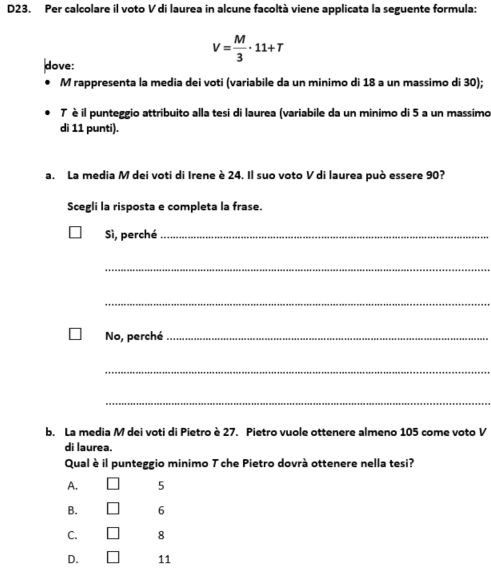 D23. Per calcolare il voto V di laurea in alcune facoltà viene applicata la seguente formula:
V = M/3 · 11+T
dove:
• M rappresenta la media dei voti (variabile da un minimo di 18 a un massimo di 30);
• T è il punteggio attribuito alla tesi di laurea (variabile da un minimo di 5 a un massimo
di 11 punti).
a. La media M dei voti di Irene è 24. Il suo voto V di laurea può essere 90?
Scegli la risposta e completa la frase.
☐ Sì, perché ........................................................................
................................................................................
................................................................................
☐ No, perché ........................................................................
................................................................................
................................................................................
b. La media M dei voti di Pietro è 27. Pietro vuole ottenere almeno 105 come voto V
di laurea.
Qual è il punteggio minimo T che Pietro dovrà ottenere nella tesi?
A. ☐ 5
B. ☐ 6
C. ☐ 8
D. ☐ 11